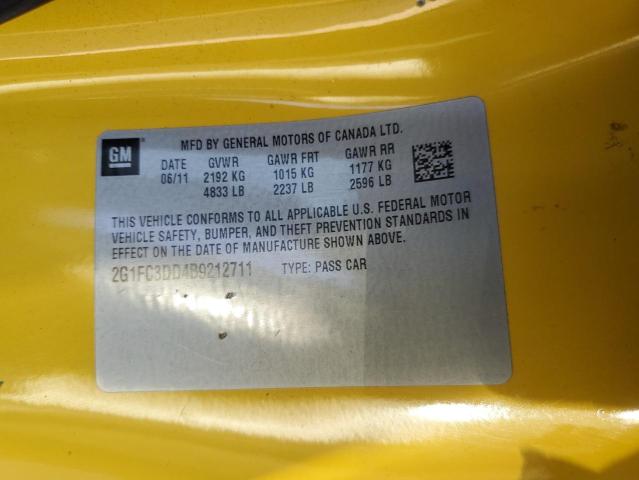 GM
MFD BY GENERAL MOTORS OF CANADA LTD.
DATE GVWR GAWR FRT GAWR RR
06/11 2192 KG 1015 KG 1177 KG
4833 LB 2237 LB 2596 LB
THIS VEHICLE CONFORMS TO ALL APPLICABLE U.S. FEDERAL MOTOR
VEHICLE SAFETY, BUMPER, AND THEFT PREVENTION STANDARDS IN
EFFECT ON THE DATE OF MANUFACTURE SHOWN ABOVE.
2G1FC3DD4B9212711 TYPE: PASS CAR